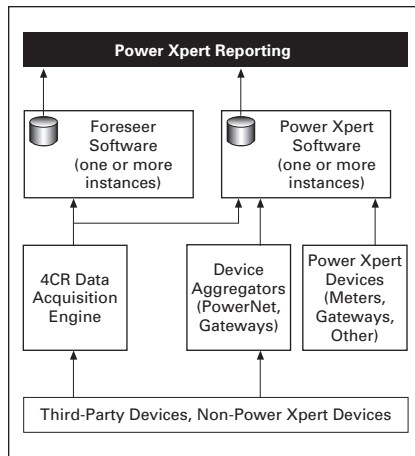 Power Xpert Reporting
Foreseer
Software
(one or more
instances)
Power Xpert
Software
(one or more
instances)
4CR Data
Acquisition
Engine
Device
Aggregators
(PowerNet,
Gateways)
Power Xpert
Devices
(Meters,
Gateways,
Other)
Third-Party Devices, Non-Power Xpert Devices